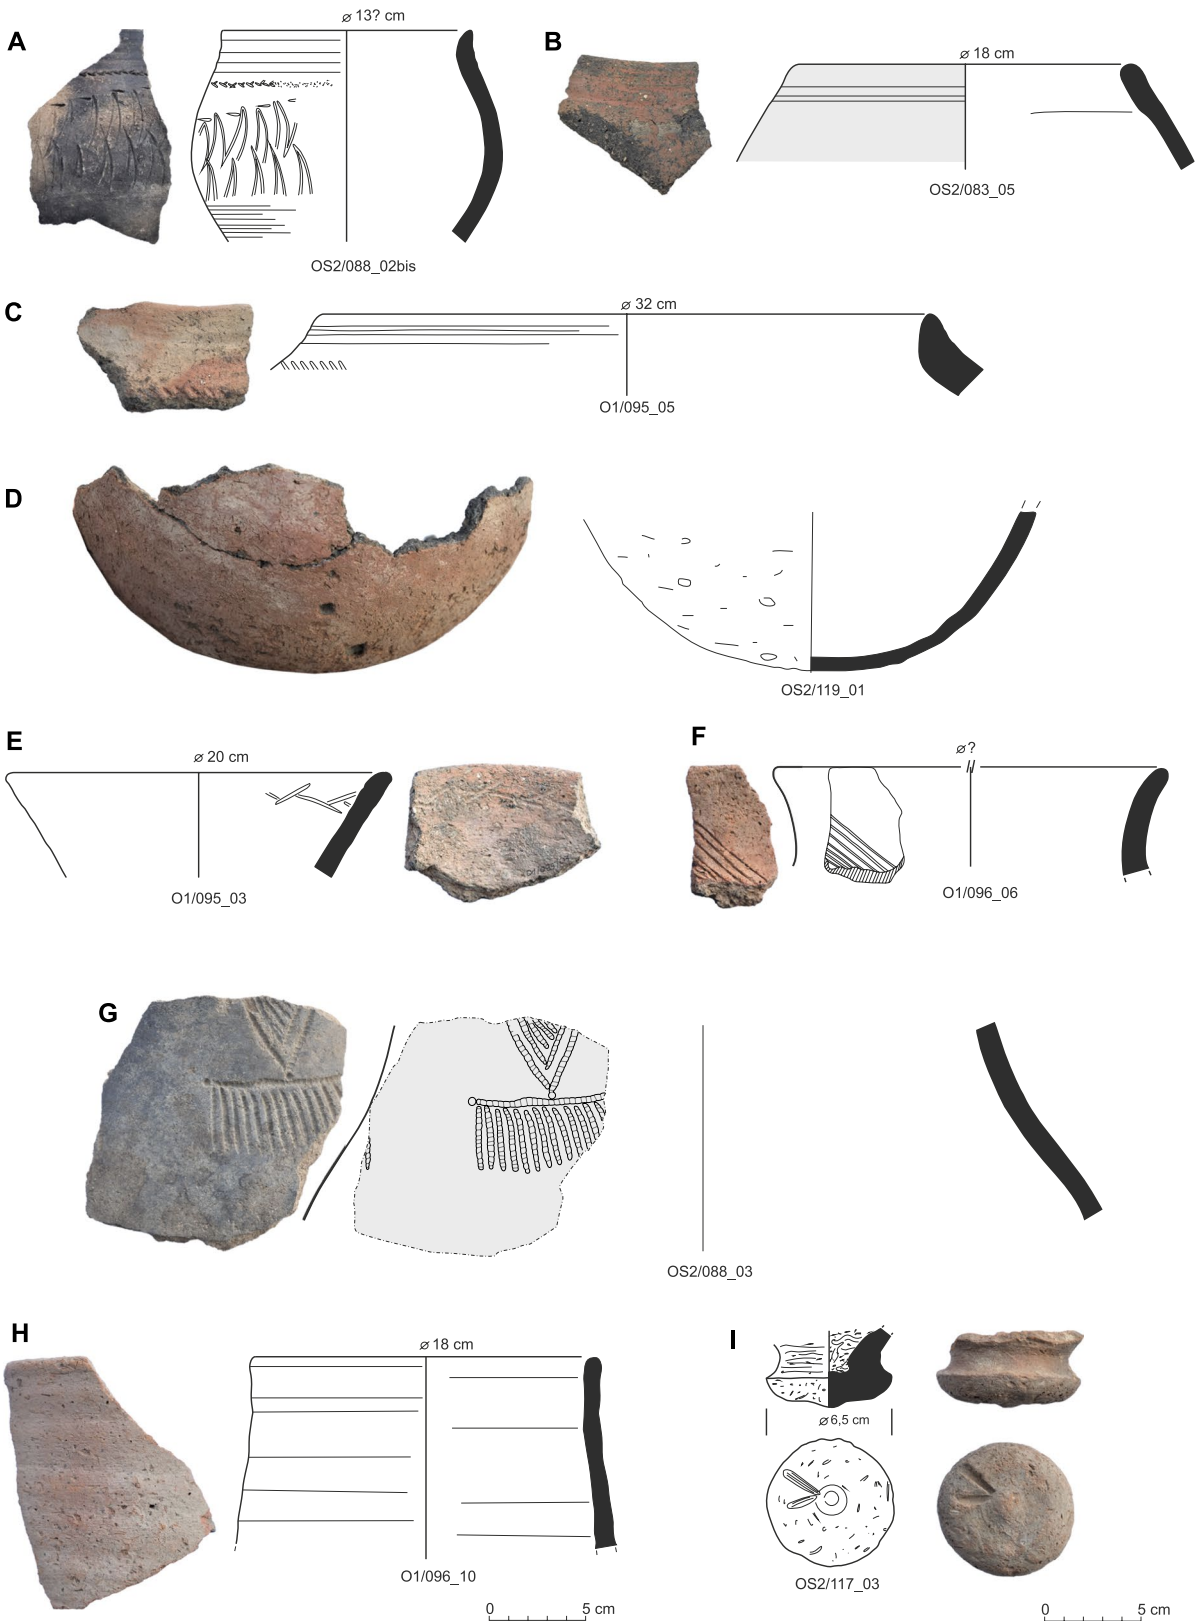 A
⌀ 13? cm
OS2/088_02bis
B
⌀ 18 cm
OS2/083_05
C
⌀ 32 cm
O1/095_05
D
OS2/119_01
E
⌀ 20 cm
O1/095_03
F
⌀ ?
O1/096_06
G
OS2/088_03
H
⌀ 18 cm
O1/096_10
0 5 cm
I
⌀ 6,5 cm
OS2/117_03
0 5 cm